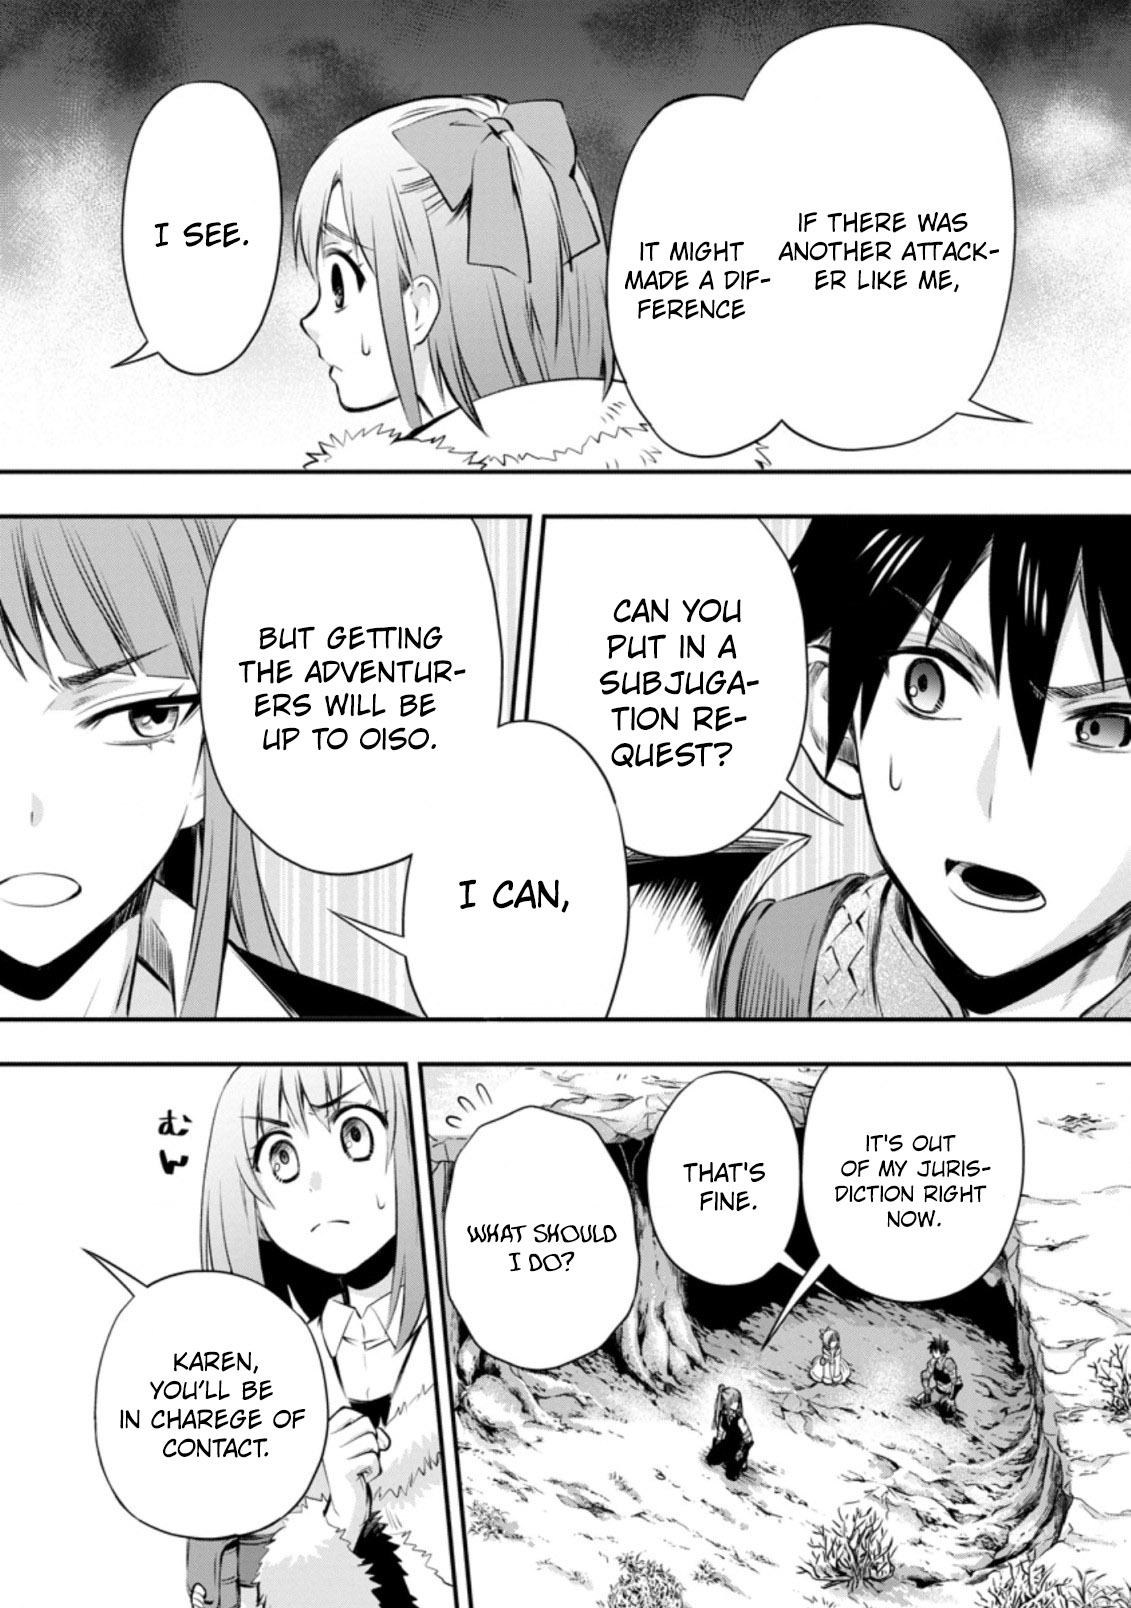 IF THERE WAS
ANOTHER ATTACK-
ER LIKE ME,
IT MIGHT
MADE A DIF-
FERENCE
I SEE.
CAN YOU
PUT IN A
SUBJUGA-
TION RE-
QUEST?
I CAN,
BUT GETTING
THE ADVENTUR-
ERS WILL BE
UP TO OISO.
IT'S OUT
OF MY JURIS-
DICTION RIGHT
NOW.
THAT'S
FINE.
WHAT SHOULD
I DO?
むん
KAREN,
YOU'LL BE
IN CHAREGE OF
CONTACT.